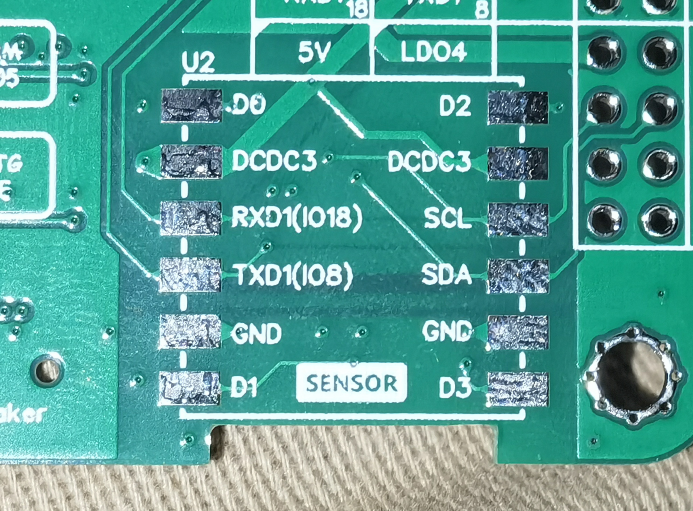 18
8
5V
LDO4
U2
D0
D2
DCDC3
DCDC3
RXD1(IO18)
SCL
TXD1(IO8)
SDA
GND
GND
D1
SENSOR
D3